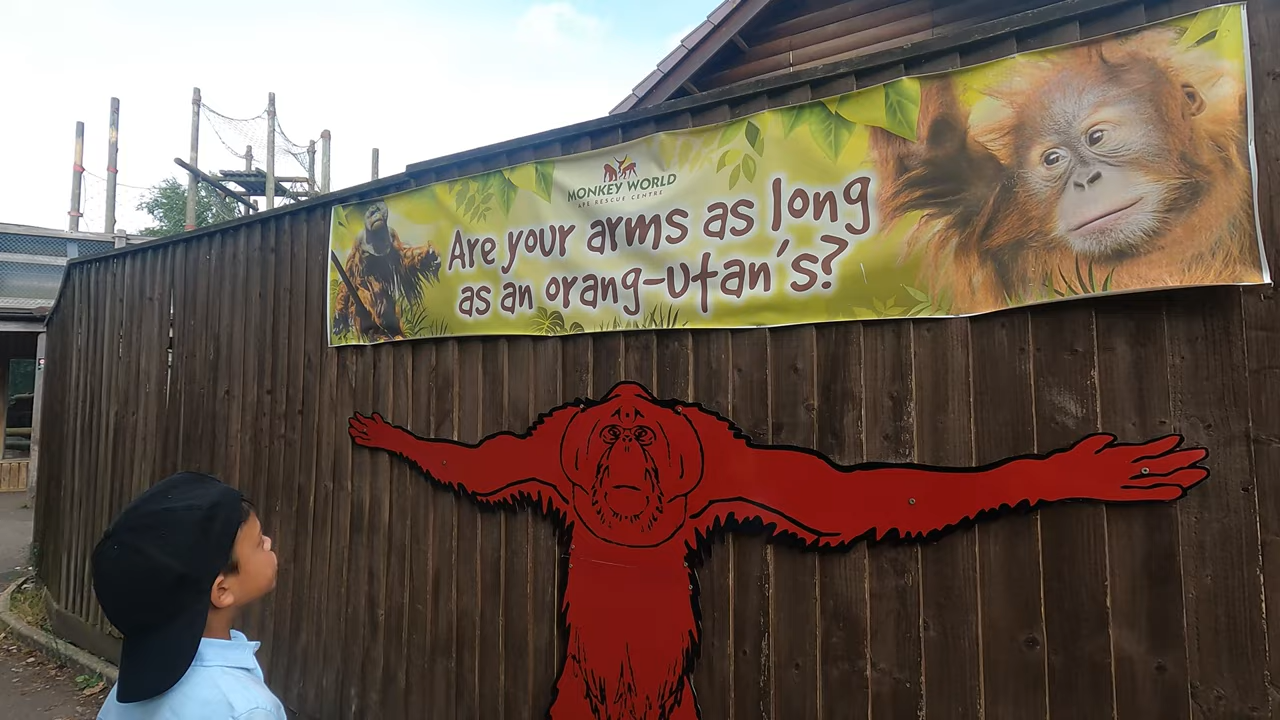 MONKEY WORLD
APE RESCUE CENTRE
Are your arms as long
as an orang-utan's?